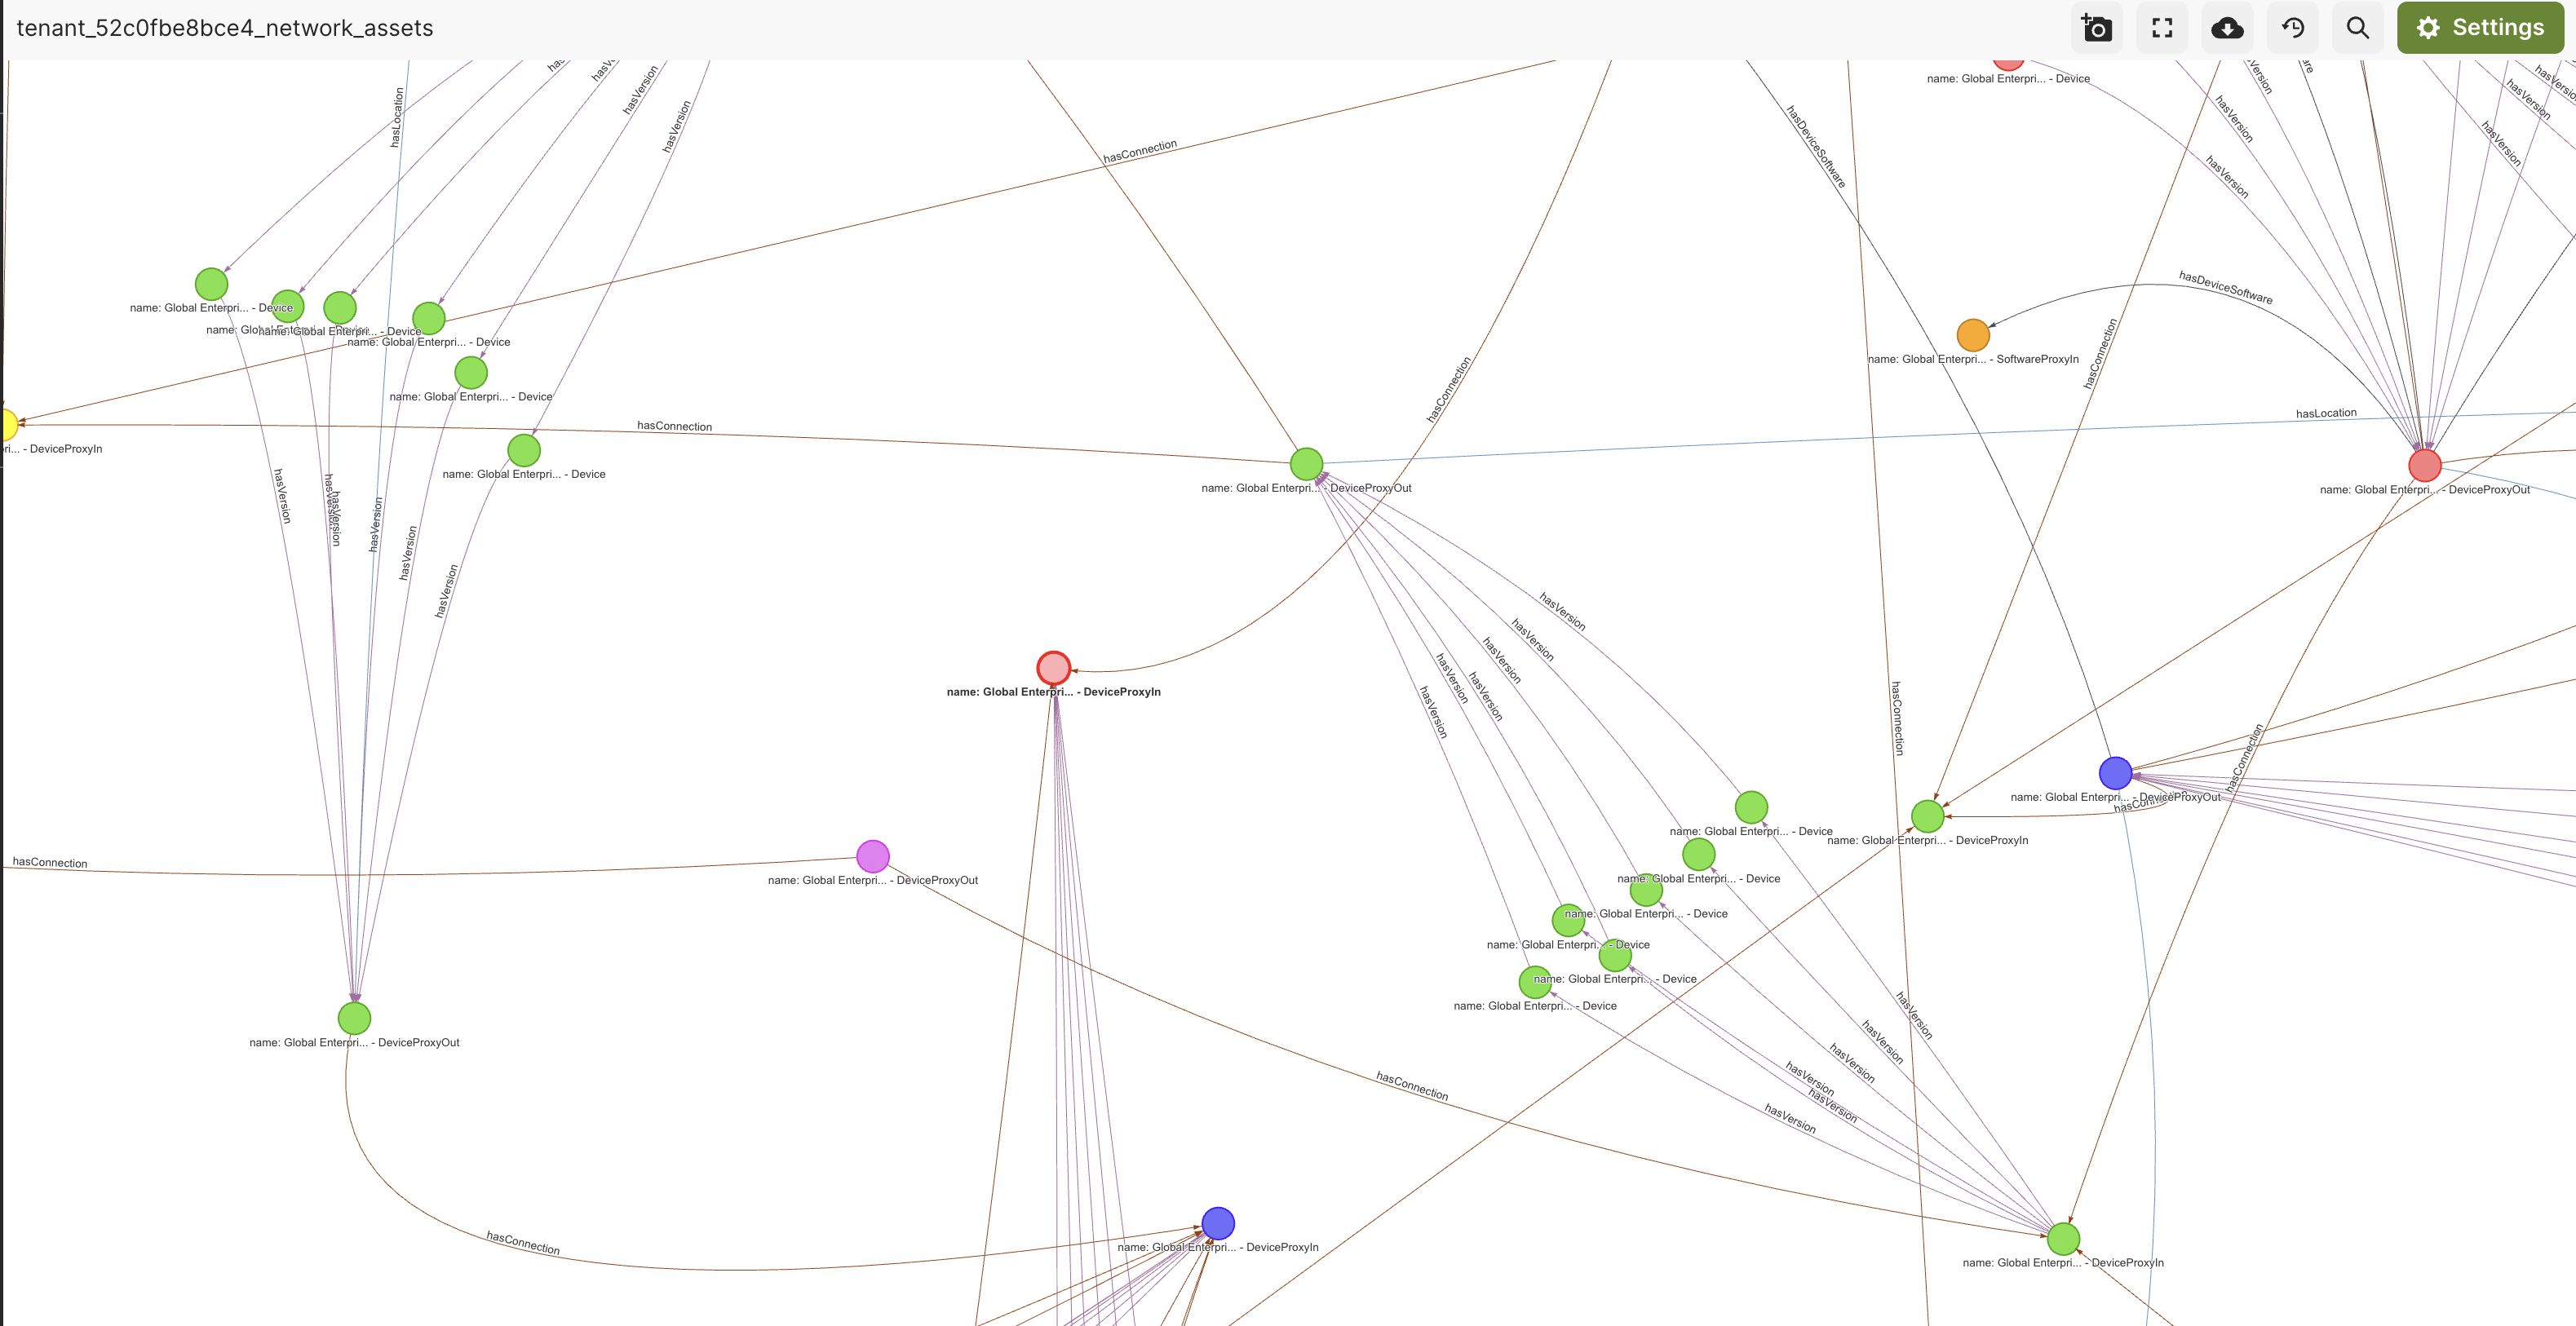 tenant_52c0fbe8bce4_network_assets
Settings
name: Global Enterpri... - Device
hasVersion
hasVersion
hasLocation
hasVersion
hasVersion
hasVersion
hasVersion
hasConnection
hasDeviceSoftware
hasVersion
hasVersion
hasDeviceSoftware
name: Global Enterpri... - Device
name: Global Enterpri... - Device
name: Global Enterpri... - Device
name: Global Enterpri... - SoftwareProxyIn
hasConnection
hasConnection
name: Global Enterpri... - Device
hasLocation
hasConnection
- DeviceProxyIn
name: Global Enterpri... - Device
name: Global Enterpri... - DeviceProxyOut
name: Global Enterpri... - DeviceProxyOut
hasVersion
hasVersion
hasVersion
hasVersion
hasVersion
hasVersion
hasVersion
hasVersion
hasVersion
hasVersion
hasVersion
hasVersion
name: Global Enterpri... - DeviceProxyIn
hasConnection
hasConnection
name: Global Enterpri... - DeviceProxyOut
name: Global Enterpri... - Device
name: Global Enterpri... - DeviceProxyIn
hasConnection
name: Global Enterpri... - DeviceProxyOut
name: Global Enterpri... - Device
name: Global Enterpri... - Device
name: Global Enterpri... - Device
name: Global Enterpri... - Device
name: Global Enterpri... - Device
hasVersion
hasVersion
hasVersion
hasVersion
hasVersion
hasVersion
name: Global Enterpri... - DeviceProxyOut
hasConnection
hasConnection
name: Global Enterpri... - DeviceProxyIn
name: Global Enterpri... - DeviceProxyIn